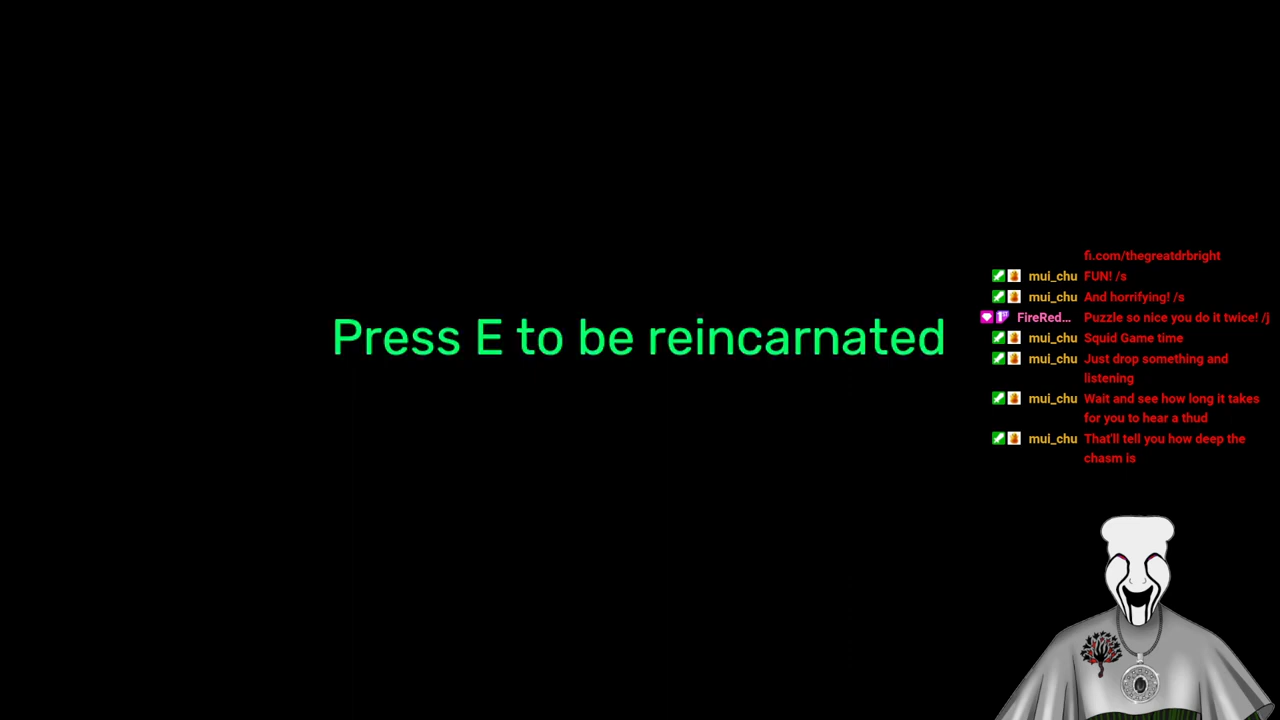 Press E to be reincarnated
fi.com/thegreatdrbright
mui_chu FUN! /s
mui_chu And horrifying! /s
FireRed... Puzzle so nice you do it twice! /j
mui_chu Squid Game time
mui_chu Just drop something and
listening
mui_chu Wait and see how long it takes
for you to hear a thud
mui_chu That'll tell you how deep the
chasm is